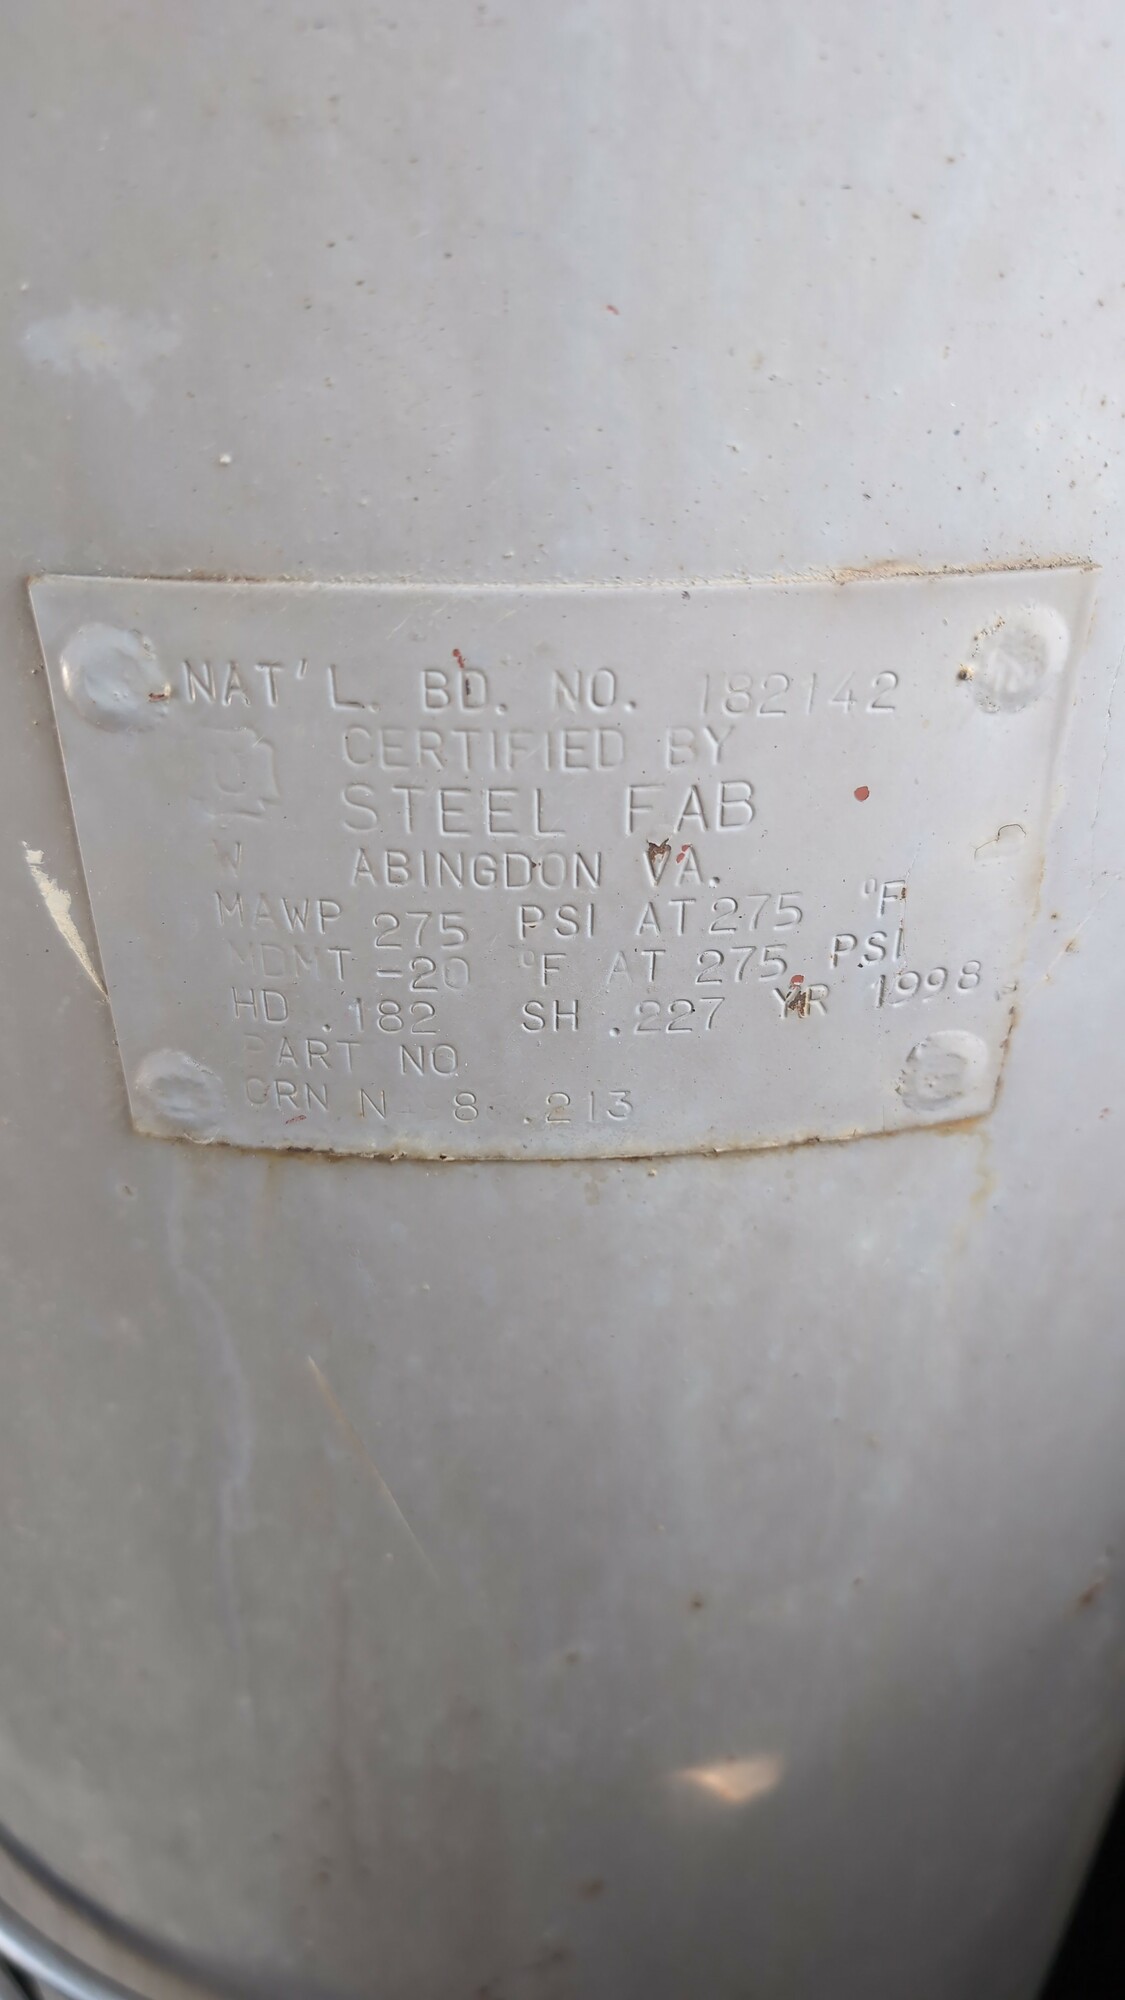 NAT'L. BD. NO. 182142
U CERTIFIED BY
STEEL FAB
W ABINGDON VA.
MAWP 275 PSI AT 275 °F
MDMT -20 °F AT 275 PSI
HD .182 SH .227 YR 1998
PART NO
CRN N 8 .213